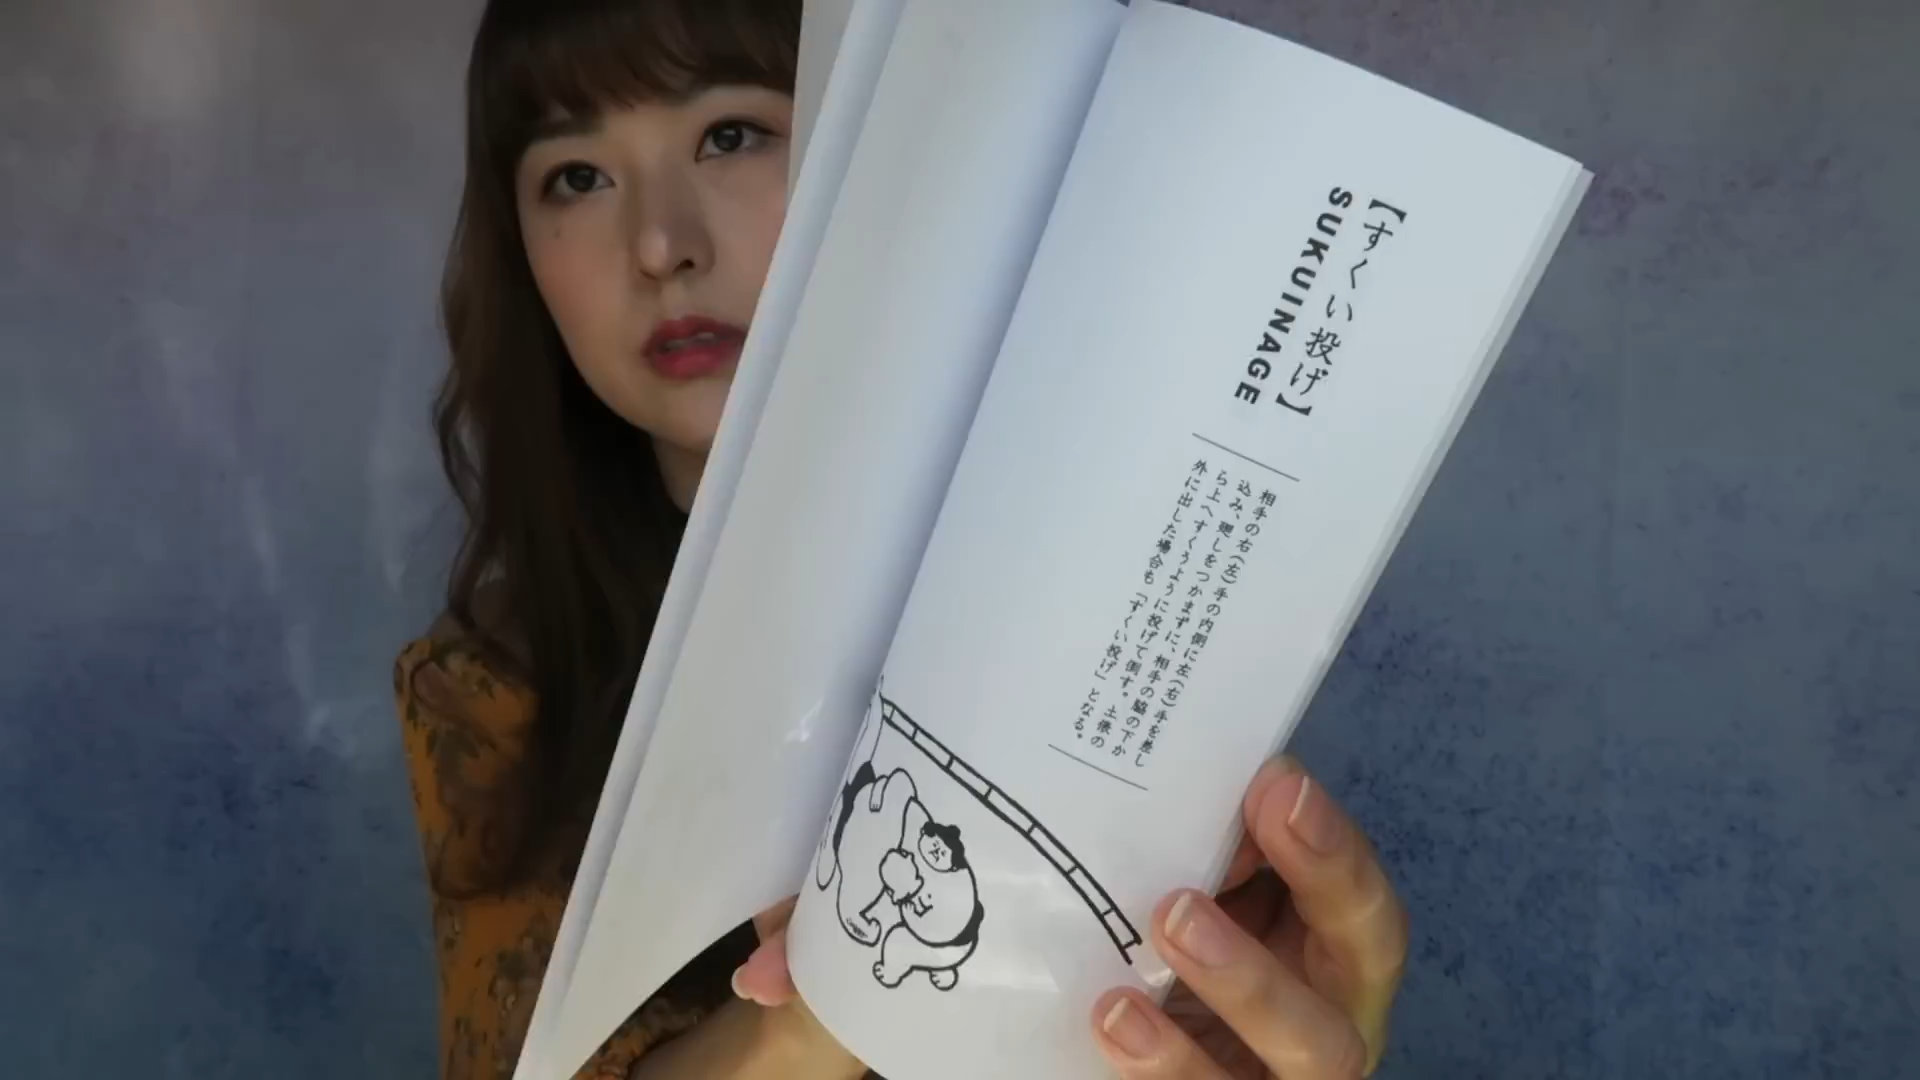 【すくい投げ】
SUKUINAGE
相手の右(左)手の内側に左(右)手を差し
込み、廻しをつかまずに、相手の脇の下か
ら上へすくうように投げて倒す。土俵の
外に出した場合も「すくい投げ」となる。